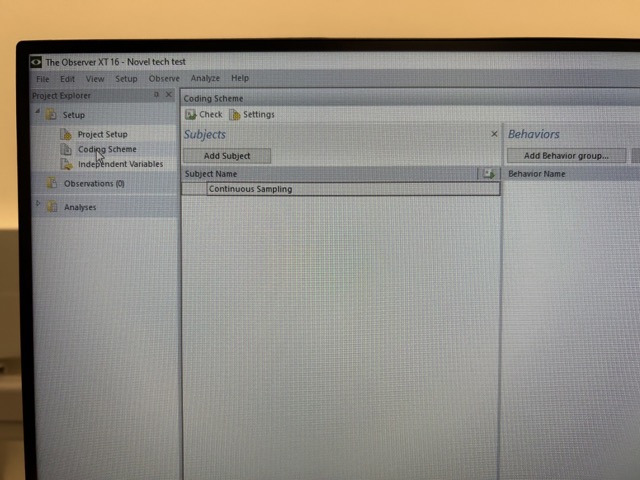 The Observer XT 16 - Novel tech test
File Edit View Setup Observe Analyze Help
Project Explorer
Setup
Project Setup
Coding Scheme
Independent Variables
Observations (0)
Analyses
Coding Scheme
Check Settings
Subjects
Add Subject
Subject Name
Continuous Sampling
Behaviors
Add Behavior group...
Behavior Name